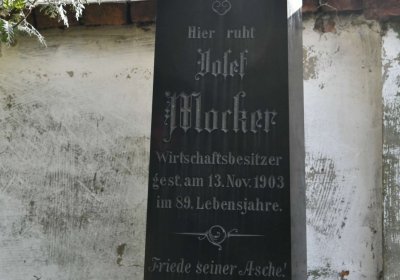 Hier ruht
Josef
Mocker
Wirtschaftsbesitzer
gest. am 13. Nov. 1903
im 89. Lebensjahre.
Friede seiner Asche!